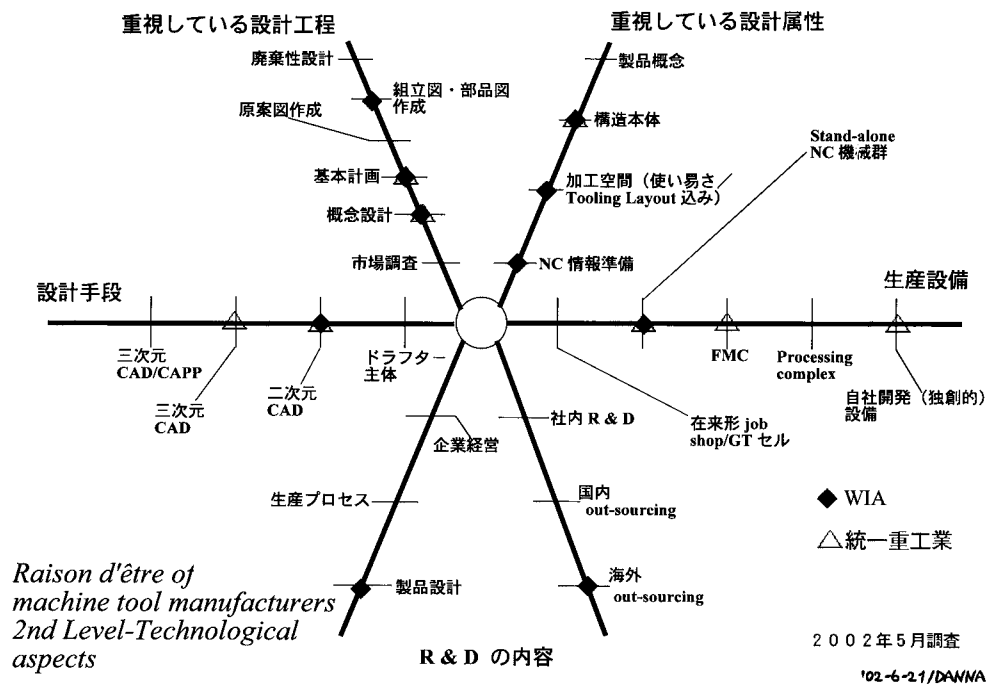 重視している設計工程
重視している設計属性
廃棄性設計
製品概念
組立図・部品図
作成
原案図作成
構造本体
Stand-alone
NC 機械群
基本計画
加工空間（使い易さ
Tooling Layout 込み）
概念設計
市場調査
NC 情報準備
設計手段
生産設備
三次元
CAD/CAPP
三次元
CAD
二次元
CAD
ドラフター
主体
FMC
Processing
complex
自社開発（独創的）
設備
在来形 job
shop/GT セル
企業経営
社内 R & D
生産プロセス
国内
out-sourcing
WIA
統一重工業
製品設計
海外
out-sourcing
Raison d'être of
machine tool manufacturers
2nd Level-Technological
aspects
R & D の内容
２００２年５月調査
'02-6-21/DANNA